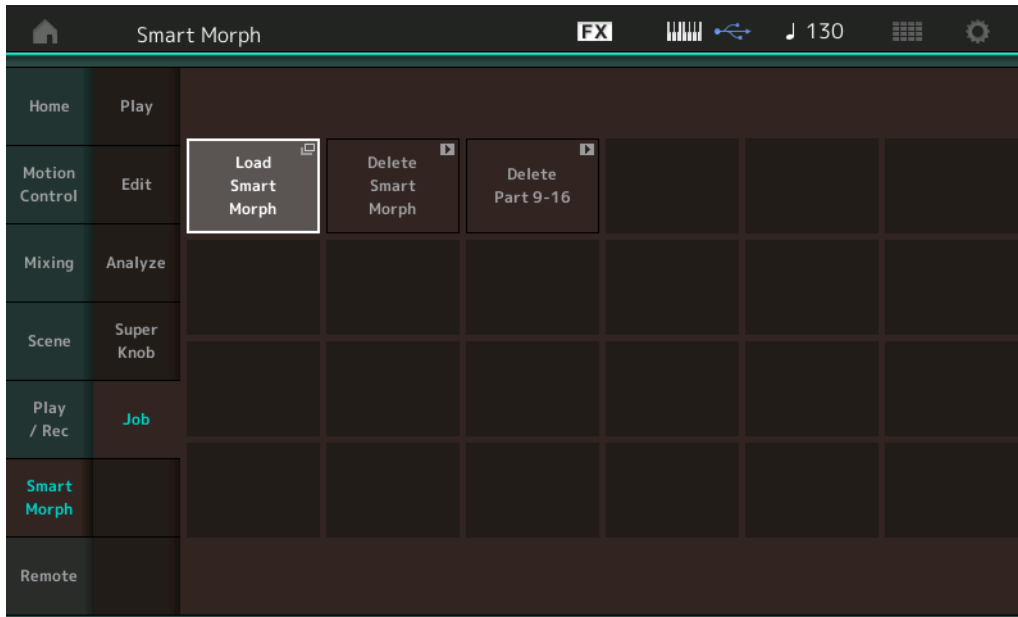 Smart Morph
FX
130
Home
Play
Motion
Control
Edit
Mixing
Analyze
Scene
Super
Knob
Play
/ Rec
Job
Smart
Morph
Remote
Load
Smart
Morph
Delete
Smart
Morph
Delete
Part 9-16